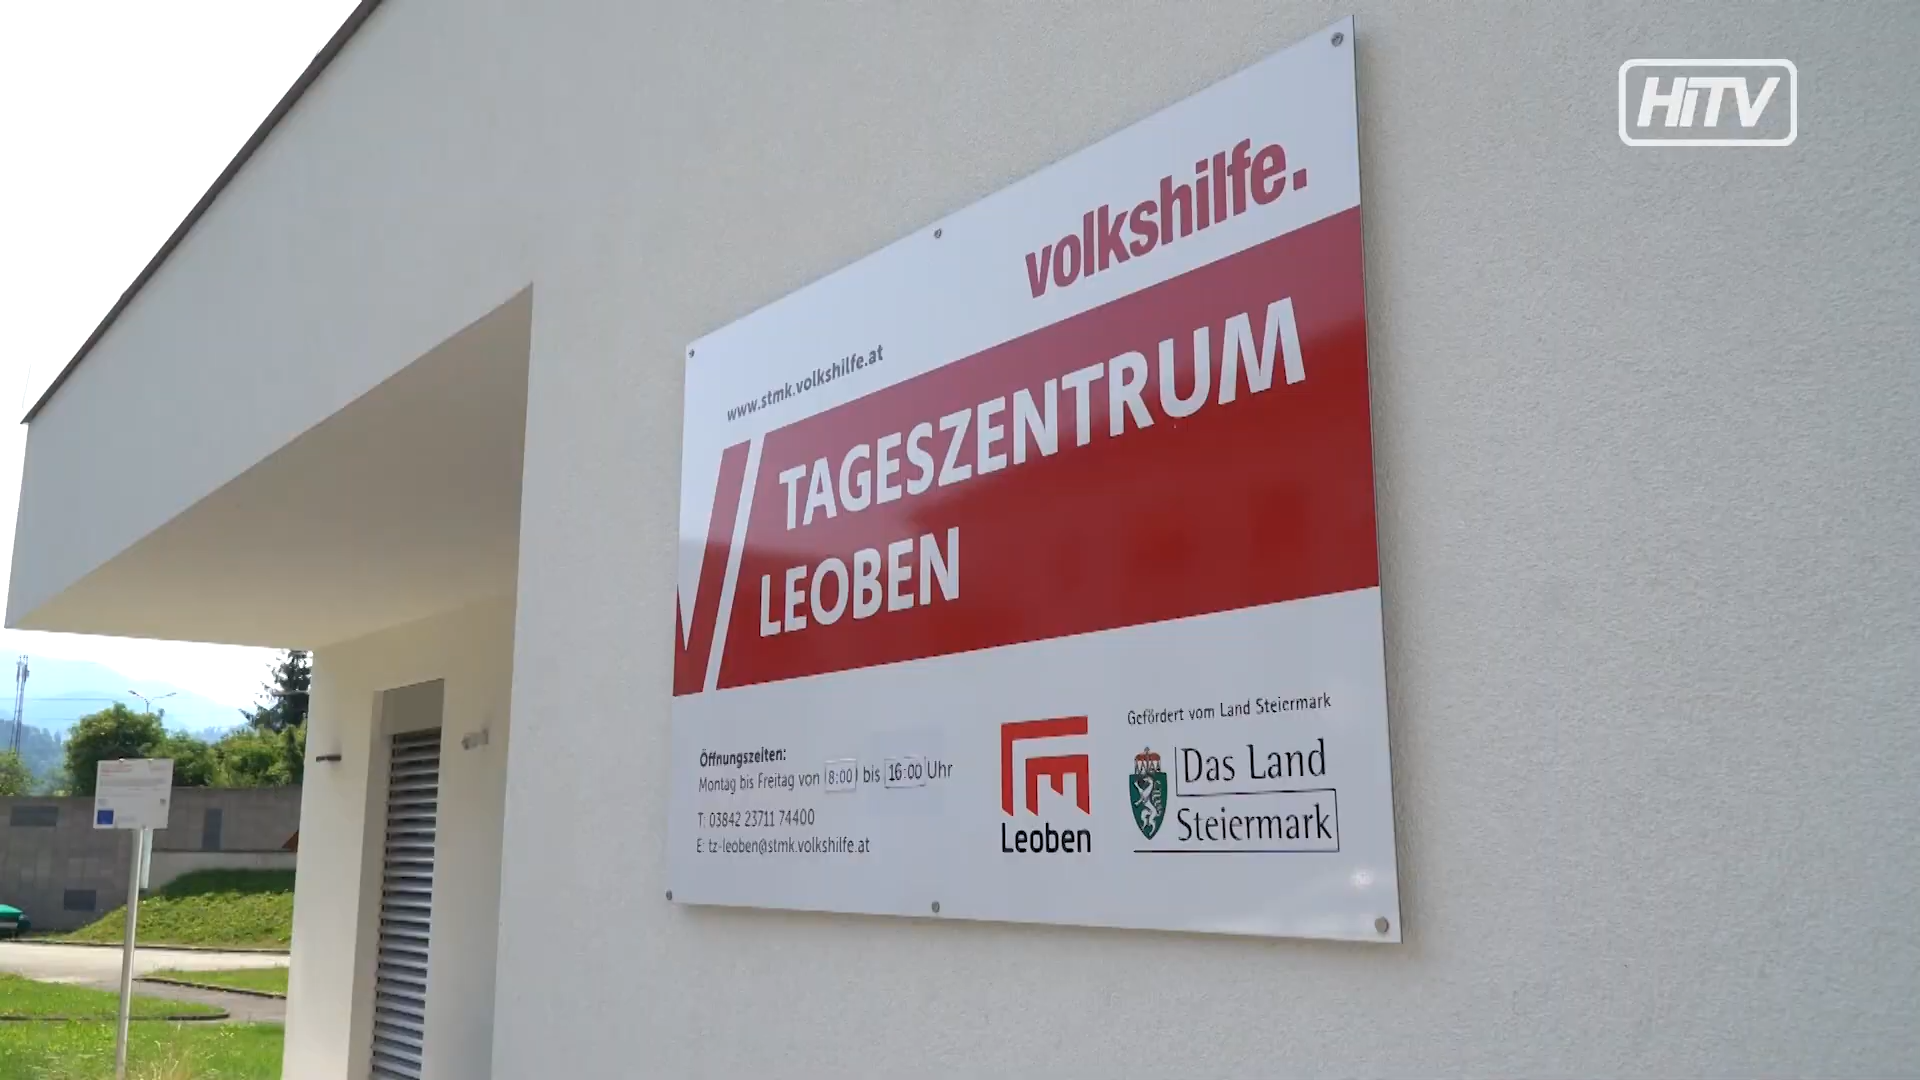 HiTV
volkshilfe.
www.stmk.volkshilfe.at
TAGESZENTRUM
LEOBEN
Gefördert vom Land Steiermark
Öffnungszeiten:
Montag bis Freitag von 8:00 bis 16:00 Uhr
T: 03842 23711 74400
E: tz-leoben@stmk.volkshilfe.at
Leoben
Das Land
Steiermark